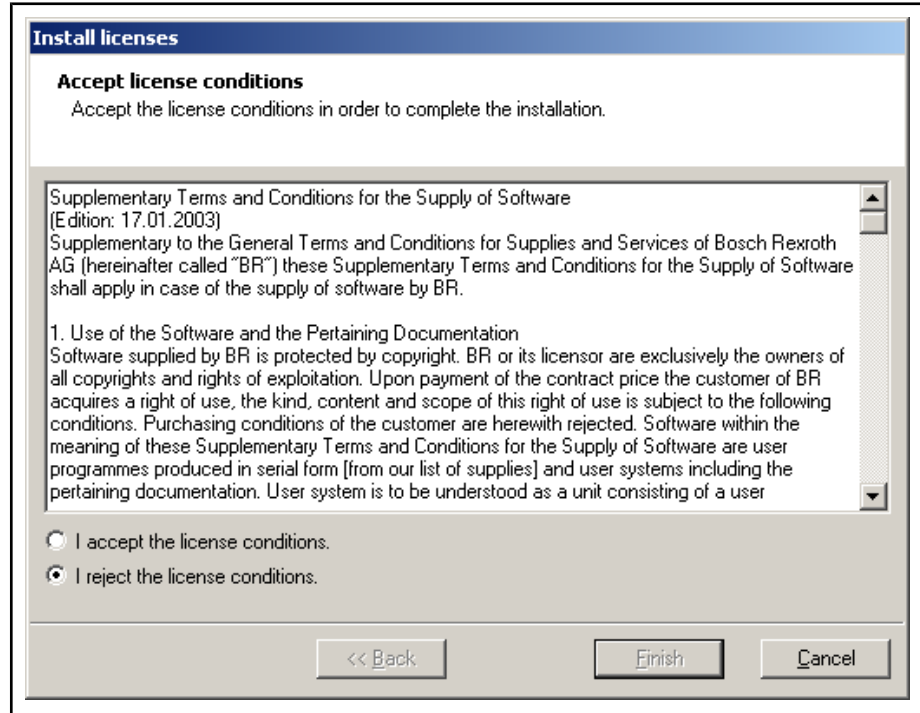 Install licenses
Accept license conditions
Accept the license conditions in order to complete the installation.
Supplementary Terms and Conditions for the Supply of Software
(Edition: 17.01.2003)
Supplementary to the General Terms and Conditions for Supplies and Services of Bosch Rexroth
AG (hereinafter called "BR") these Supplementary Terms and Conditions for the Supply of Software
shall apply in case of the supply of software by BR.
1. Use of the Software and the Pertaining Documentation
Software supplied by BR is protected by copyright. BR or its licensor are exclusively the owners of
all copyrights and rights of exploitation. Upon payment of the contract price the customer of BR
acquires a right of use, the kind, content and scope of this right of use is subject to the following
conditions. Purchasing conditions of the customer are herewith rejected. Software within the
meaning of these Supplementary Terms and Conditions for the Supply of Software are user
programmes produced in serial form [from our list of supplies] and user systems including the
pertaining documentation. User system is to be understood as a unit consisting of a user
I accept the license conditions.
I reject the license conditions.
<< Back
Finish
Cancel